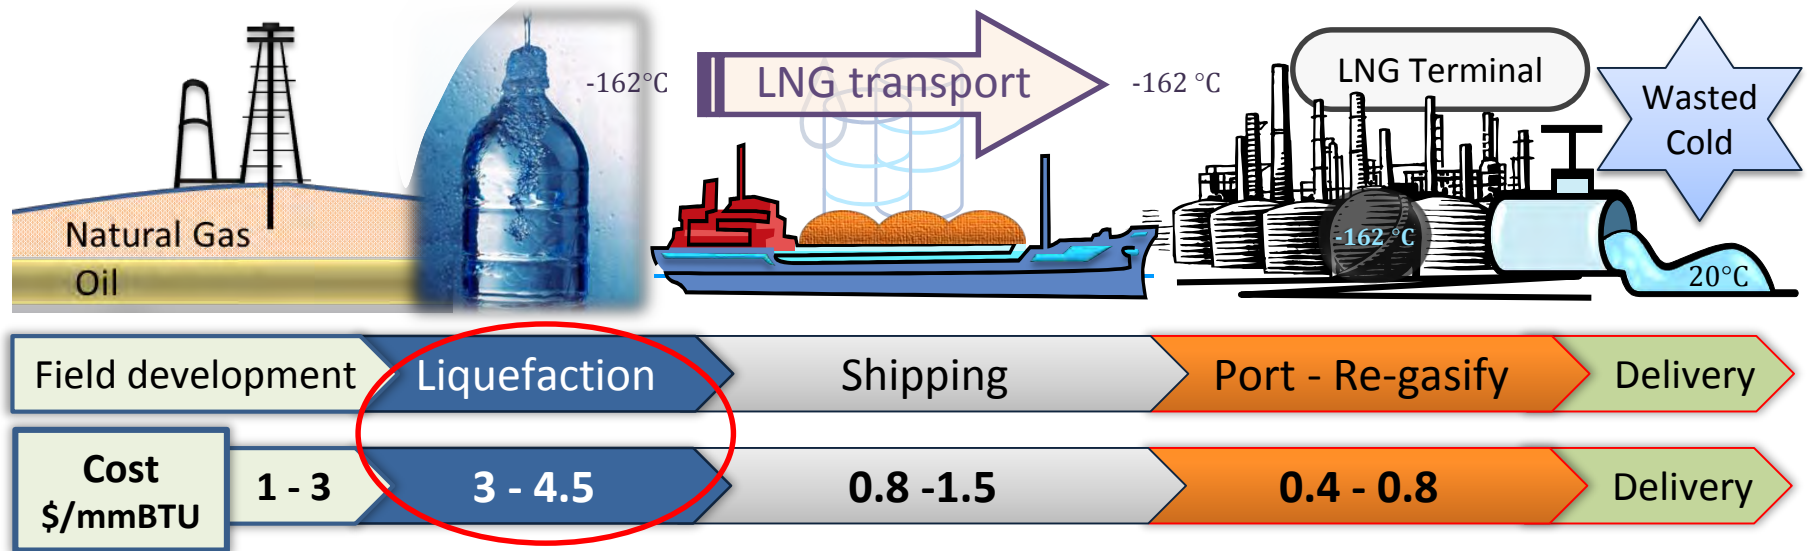 -162°C
LNG transport
-162 °C
LNG Terminal
Wasted
Cold
Natural Gas
Oil
-162 °C
20°C
Field development
Liquefaction
Shipping
Port - Re-gasify
Delivery
Cost
$/mmBTU
1 - 3
3 - 4.5
0.8 -1.5
0.4 - 0.8
Delivery